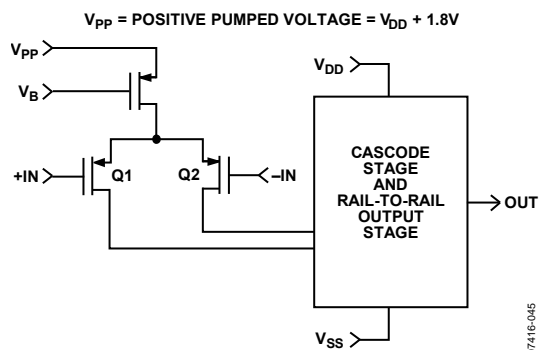 VPP = POSITIVE PUMPED VOLTAGE = VDD + 1.8V
VPP
VB
VDD
+IN
Q1
Q2
–IN
CASCODE
STAGE
AND
RAIL-TO-RAIL
OUTPUT
STAGE
OUT
VSS